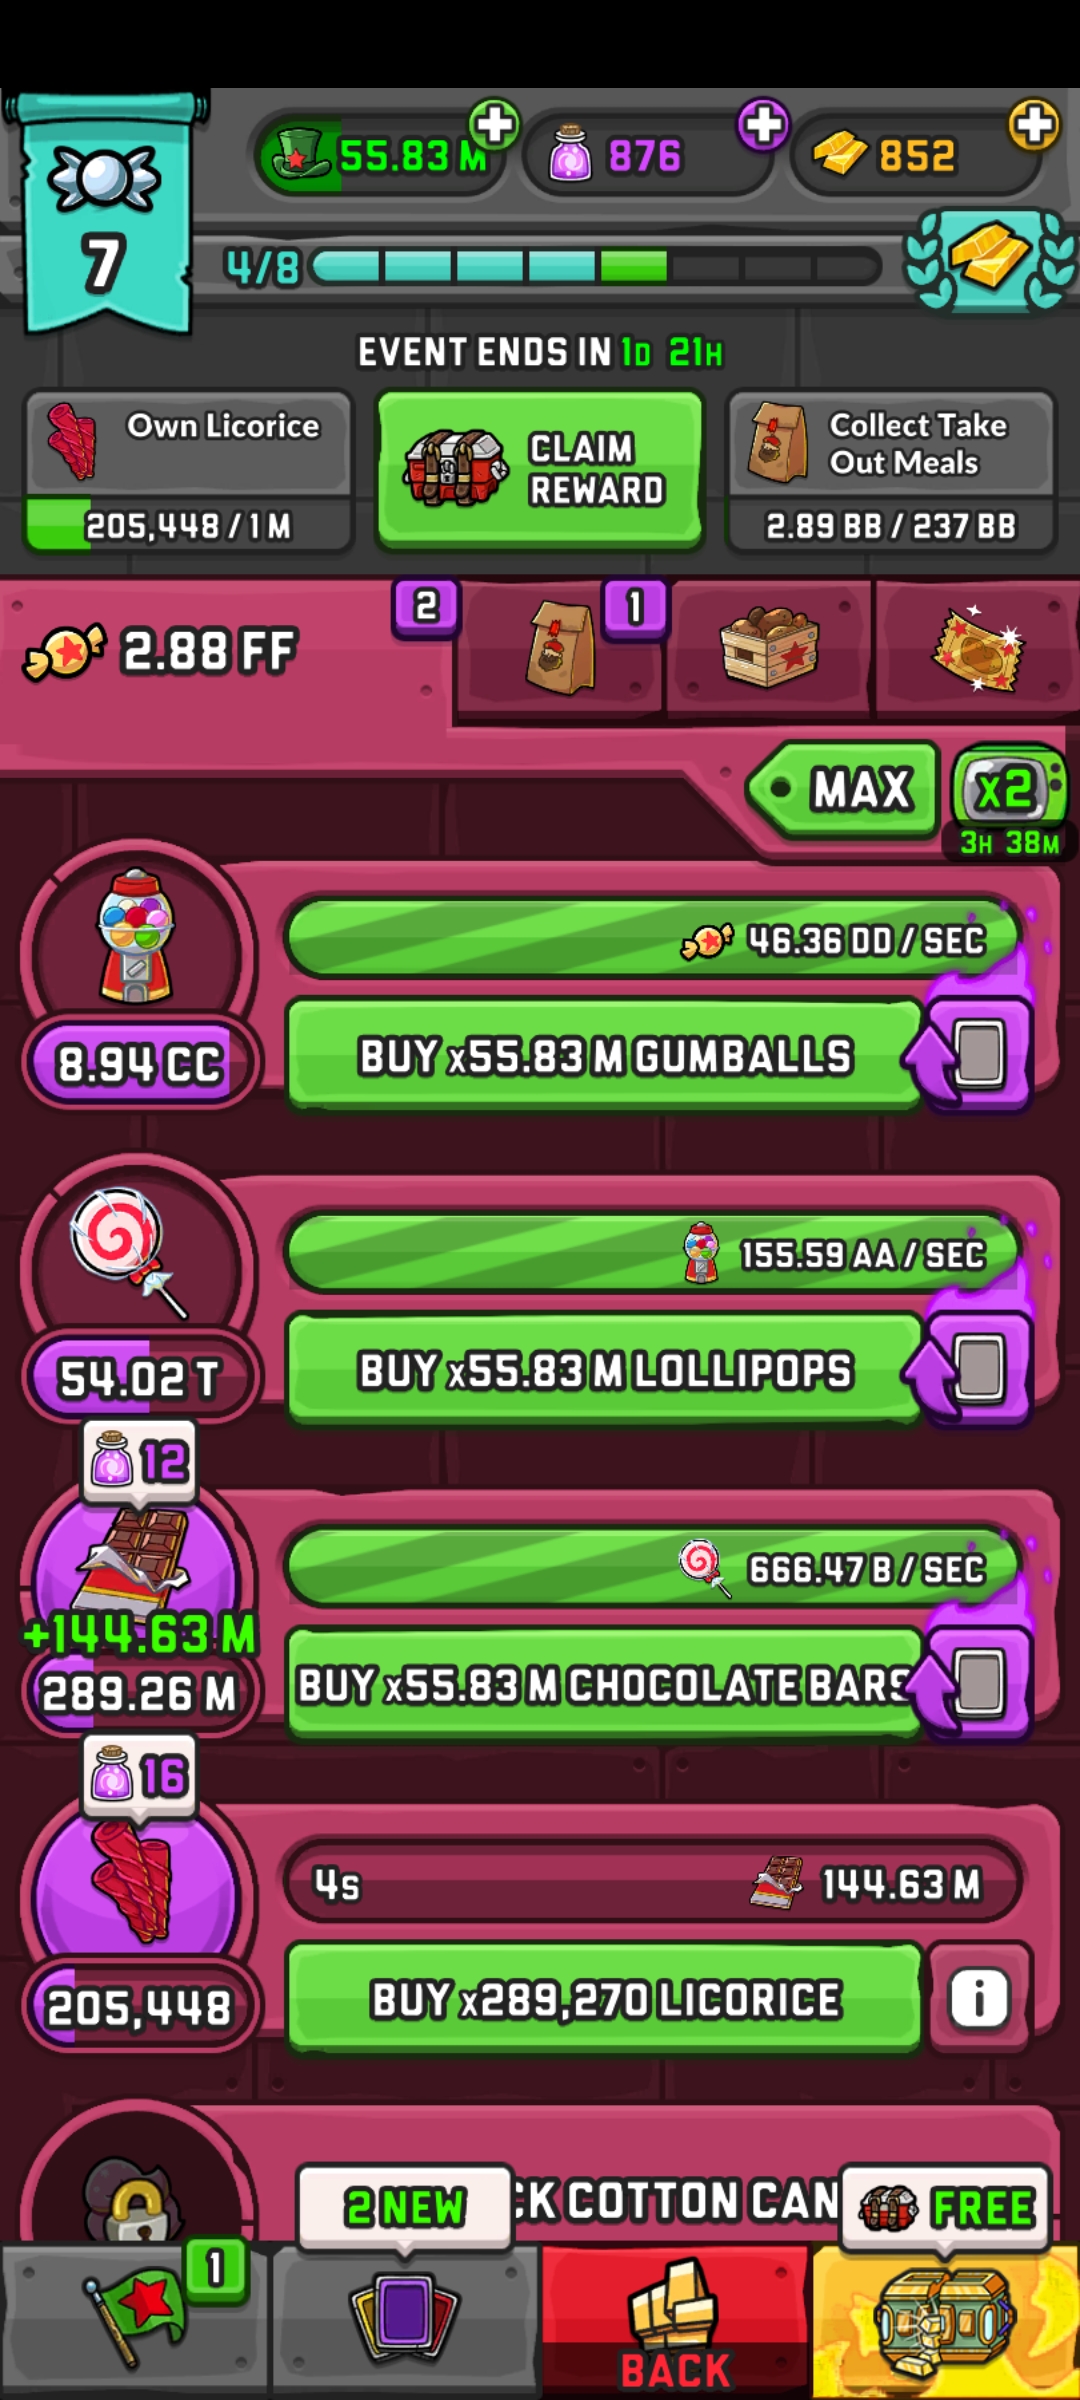 55.83 M
876
852
7
4/8
EVENT ENDS IN 1D 21H
Own Licorice
205,448 / 1 M
CLAIM
REWARD
Collect Take
Out Meals
2.89 BB / 237 BB
2.88 FF
2
1
MAX
x2
3H 38M
46.36 DD / SEC
8.94 CC
BUY x55.83 M GUMBALLS
155.59 AA / SEC
54.02 T
BUY x55.83 M LOLLIPOPS
12
666.47 B / SEC
+144.63 M
289.26 M
BUY x55.83 M CHOCOLATE BARS
16
4s
144.63 M
205,448
BUY x289,270 LICORICE
i
CK COTTON CAN
2 NEW
FREE
1
BACK